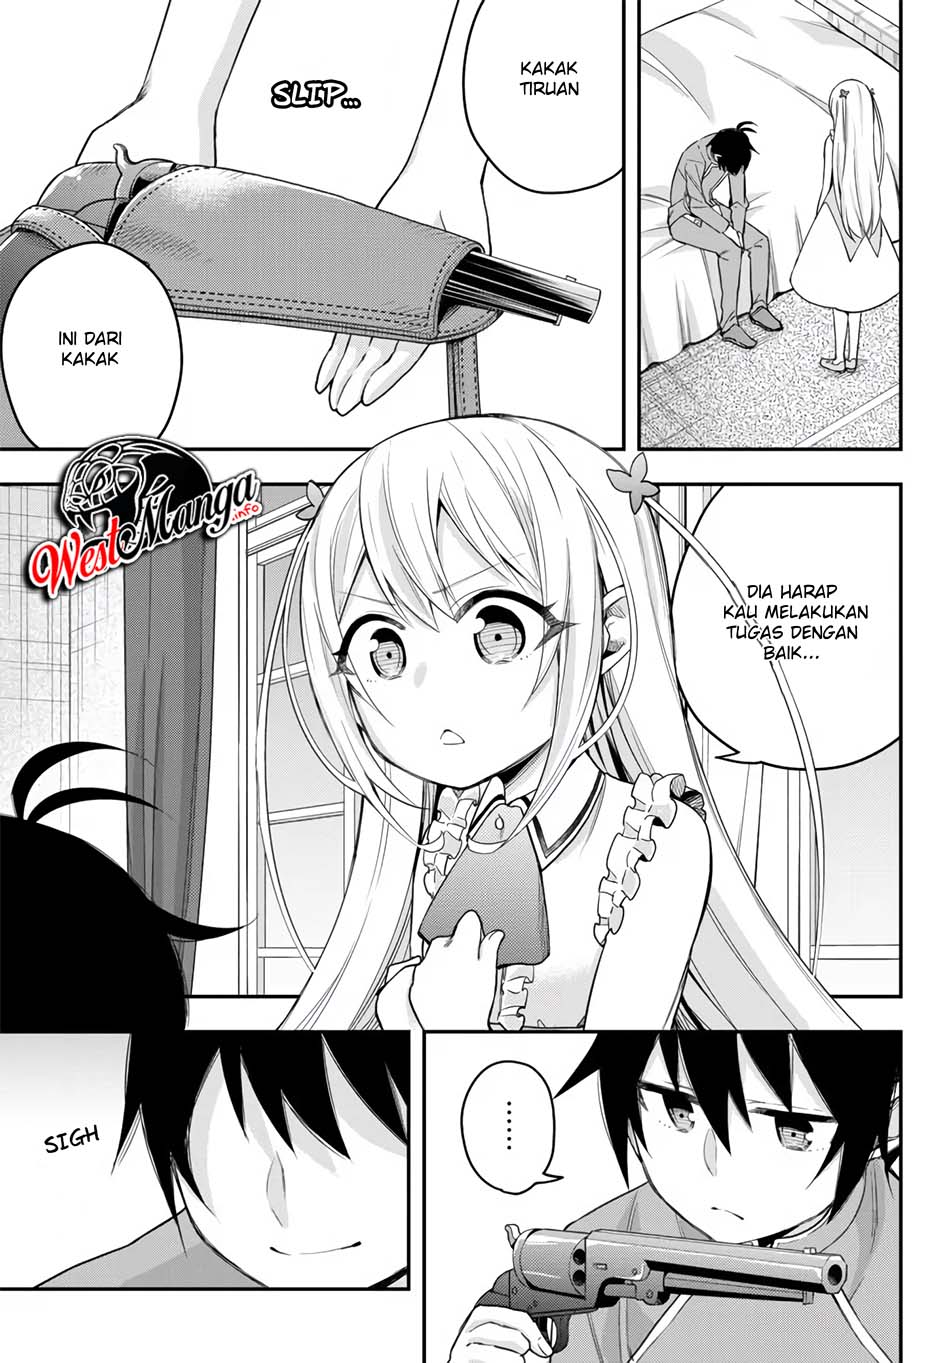 KAKAK
TIRUAN
SLIP...
INI DARI
KAKAK
WestManga
.info
DIA HARAP
KAU MELAKUKAN
TUGAS DENGAN
BAIK...
......
SIGH